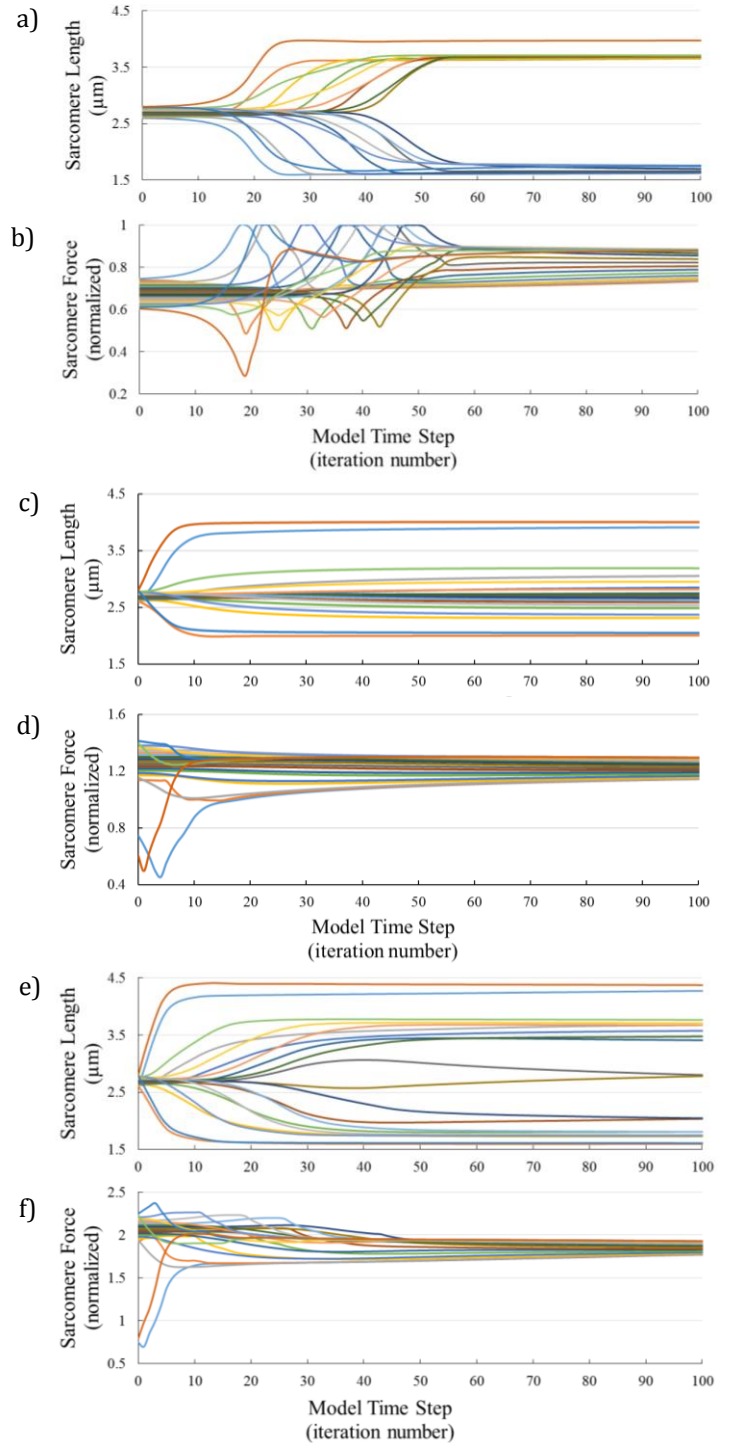 a)
Sarcomere Length
(µm)
4.5
3.5
2.5
1.5
0 10 20 30 40 50 60 70 80 90 100
b)
Sarcomere Force
(normalized)
1
0.8
0.6
0.4
0.2
0 10 20 30 40 50 60 70 80 90 100
Model Time Step
(iteration number)
c)
Sarcomere Length
(µm)
4.5
3.5
2.5
1.5
0 10 20 30 40 50 60 70 80 90 100
d)
Sarcomere Force
(normalized)
1.6
1.2
0.8
0.4
0 10 20 30 40 50 60 70 80 90 100
Model Time Step
(iteration number)
e)
Sarcomere Length
(µm)
4.5
3.5
2.5
1.5
0 10 20 30 40 50 60 70 80 90 100
f)
Sarcomere Force
(normalized)
2.5
2
1.5
1
0.5
0 10 20 30 40 50 60 70 80 90 100
Model Time Step
(iteration number)